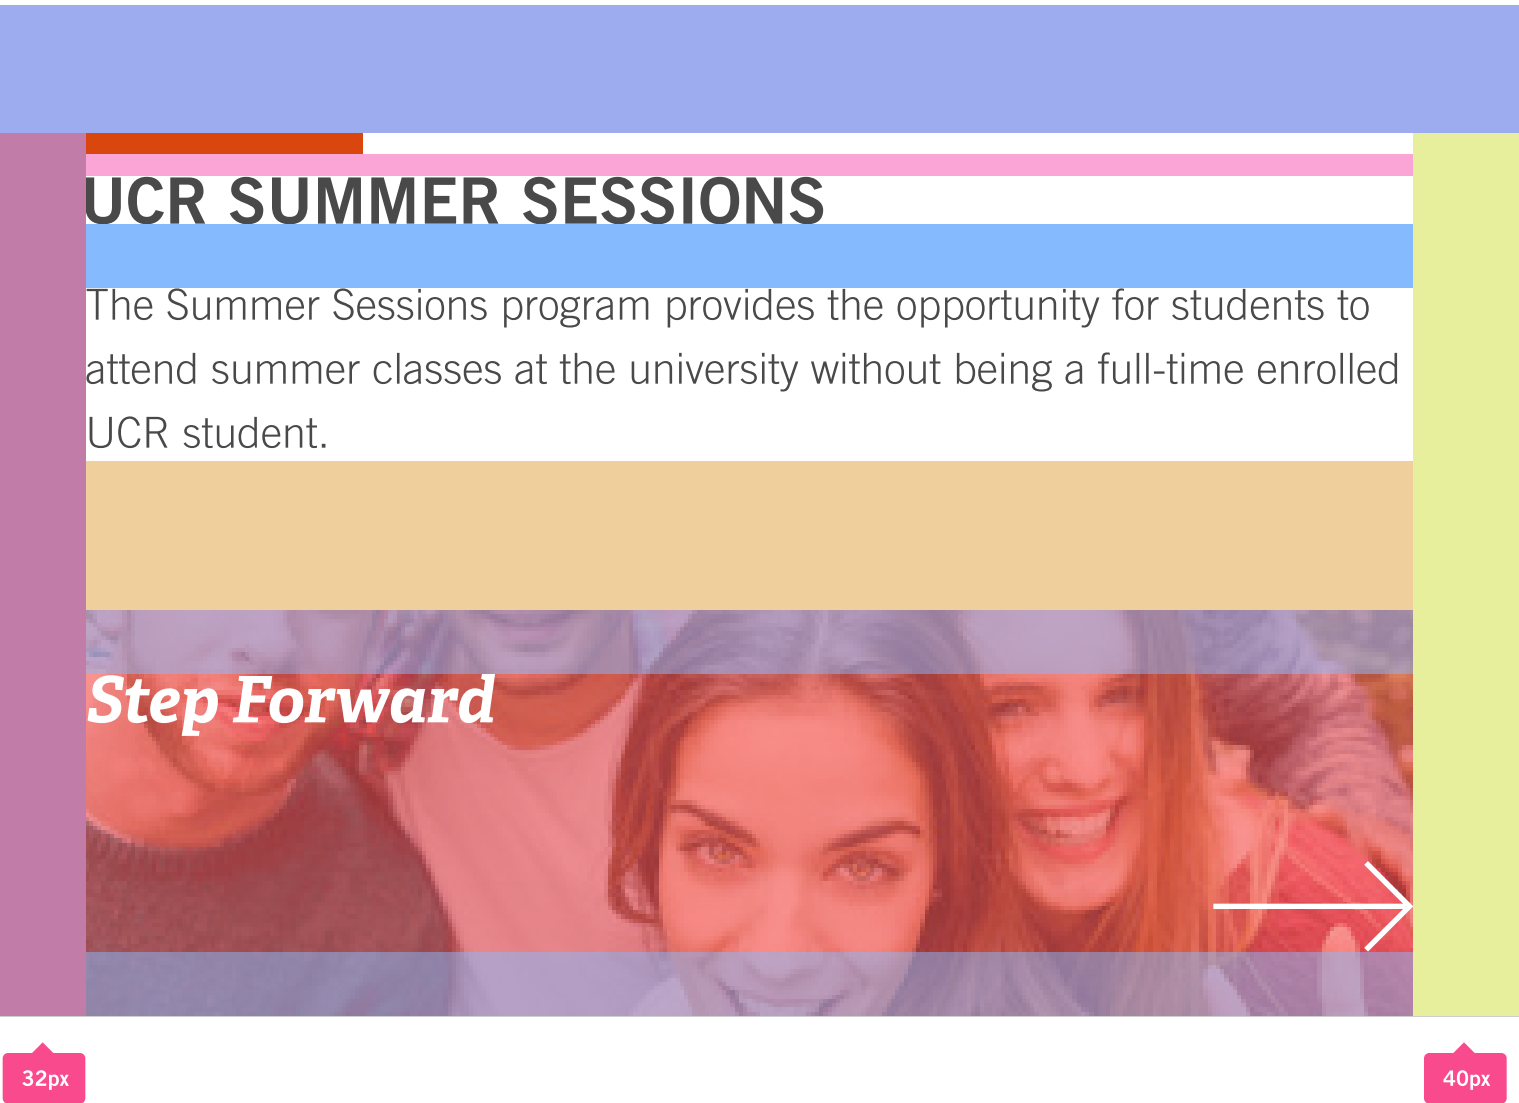 UCR SUMMER SESSIONS
The Summer Sessions program provides the opportunity for students to
attend summer classes at the university without being a full-time enrolled
UCR student.
Step Forward
32px
40px